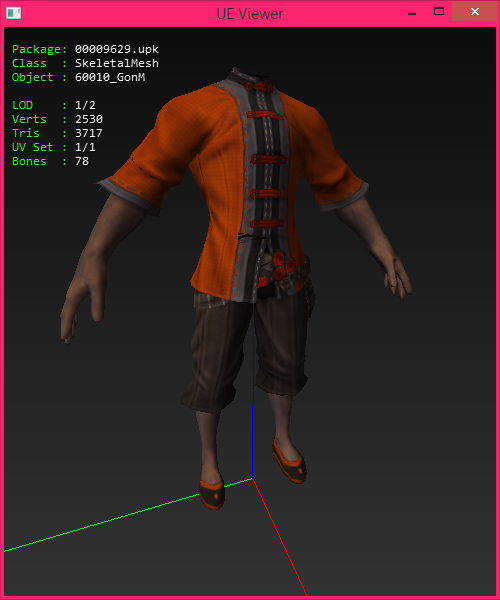 UE Viewer
Package: 00009629.upk
Class  : SkeletalMesh
Object : 60010_GonM
LOD    : 1/2
Verts  : 2530
Tris   : 3717
UV Set : 1/1
Bones  : 78